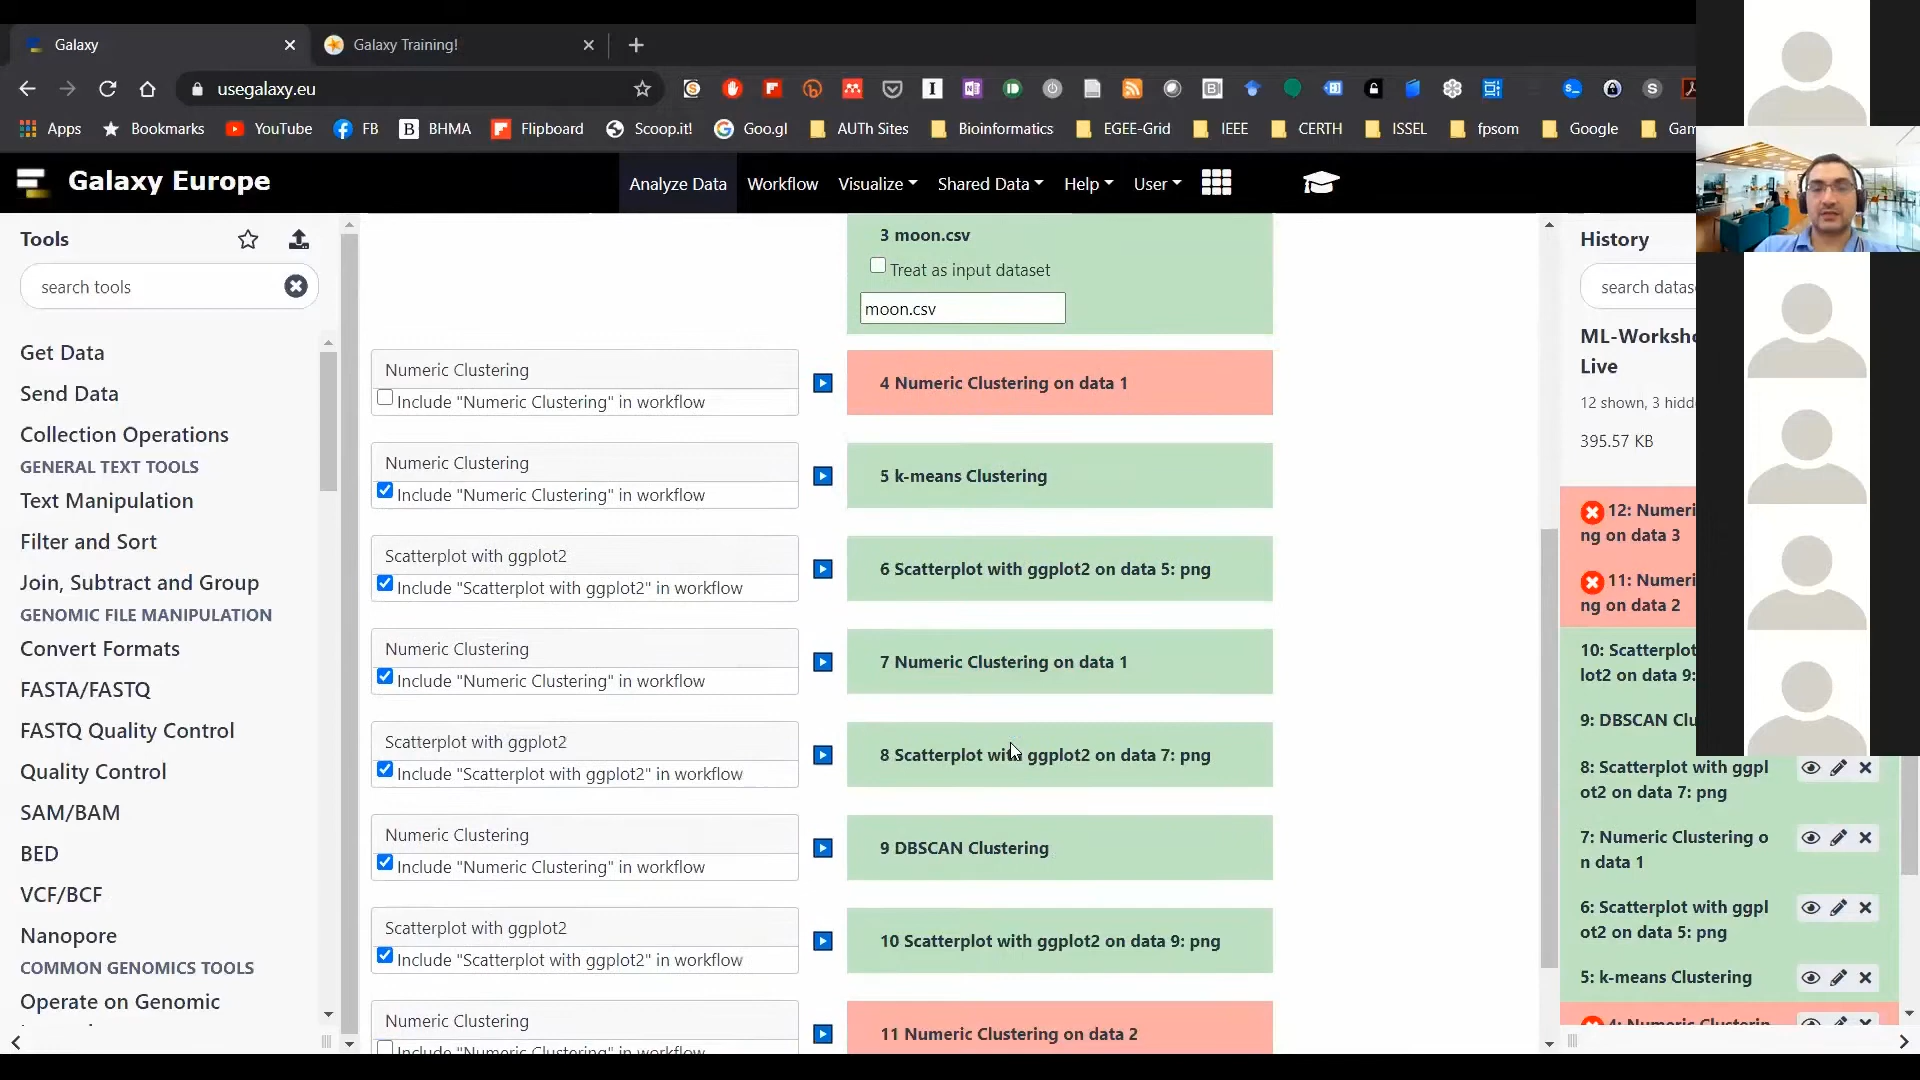 Galaxy
Galaxy Training!
usegalaxy.eu
Apps
Bookmarks
YouTube
FB
BHMA
Flipboard
Scoop.it!
Goo.gl
AUTh Sites
Bioinformatics
EGEE-Grid
IEEE
CERTH
ISSEL
fpsom
Google
Gam
Galaxy Europe
Analyze Data
Workflow
Visualize
Shared Data
Help
User
Tools
search tools
Get Data
Send Data
Collection Operations
GENERAL TEXT TOOLS
Text Manipulation
Filter and Sort
Join, Subtract and Group
GENOMIC FILE MANIPULATION
Convert Formats
FASTA/FASTQ
FASTQ Quality Control
Quality Control
SAM/BAM
BED
VCF/BCF
Nanopore
COMMON GENOMICS TOOLS
Operate on Genomic
3 moon.csv
Treat as input dataset
moon.csv
Numeric Clustering
Include "Numeric Clustering" in workflow
4 Numeric Clustering on data 1
Numeric Clustering
Include "Numeric Clustering" in workflow
5 k-means Clustering
Scatterplot with ggplot2
Include "Scatterplot with ggplot2" in workflow
6 Scatterplot with ggplot2 on data 5: png
Numeric Clustering
Include "Numeric Clustering" in workflow
7 Numeric Clustering on data 1
Scatterplot with ggplot2
Include "Scatterplot with ggplot2" in workflow
8 Scatterplot with ggplot2 on data 7: png
Numeric Clustering
Include "Numeric Clustering" in workflow
9 DBSCAN Clustering
Scatterplot with ggplot2
Include "Scatterplot with ggplot2" in workflow
10 Scatterplot with ggplot2 on data 9: png
Numeric Clustering
Include "Numeric Clustering" in workflow
11 Numeric Clustering on data 2
History
search datas
ML-Worksho
Live
12 shown, 3 hidd
395.57 KB
12: Numeri
ng on data 3
11: Numeri
ng on data 2
10: Scatterplot
lot2 on data 9:
9: DBSCAN Clu
8: Scatterplot with ggpl
ot2 on data 7: png
7: Numeric Clustering o
n data 1
6: Scatterplot with ggpl
ot2 on data 5: png
5: k-means Clustering
4: Numeric Clusterin